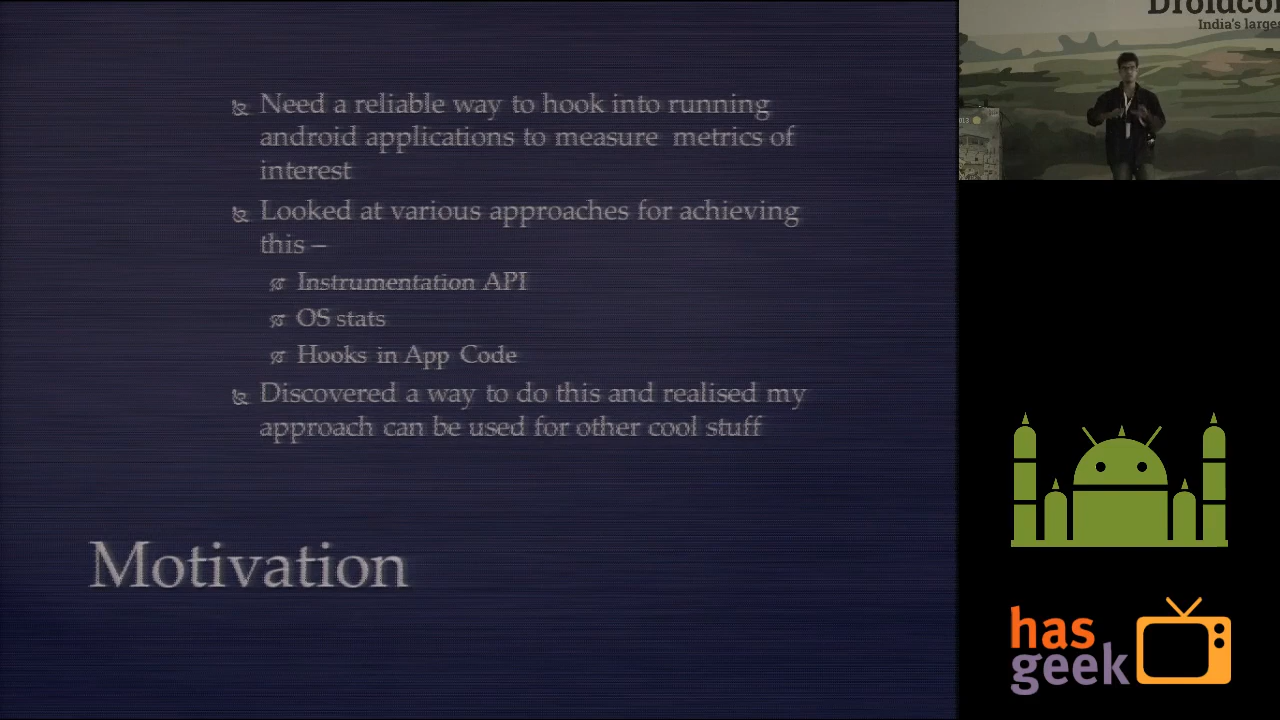 Need a reliable way to hook into running
android applications to measure metrics of
interest
Looked at various approaches for achieving
this –
Instrumentation API
OS stats
Hooks in App Code
Discovered a way to do this and realised my
approach can be used for other cool stuff
Motivation
India's large
has
geek